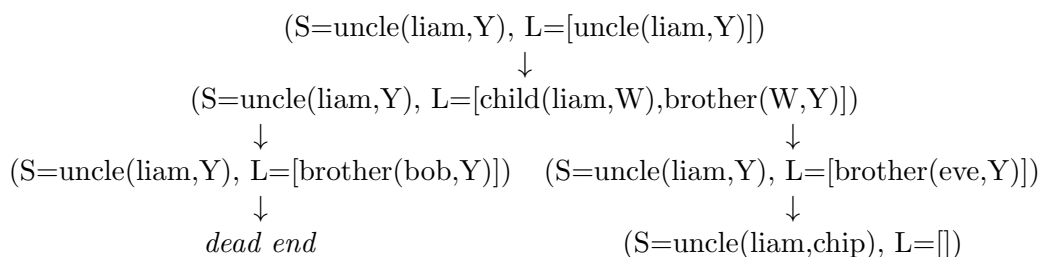 (S=uncle(liam,Y), L=[uncle(liam,Y)])
↓
(S=uncle(liam,Y), L=[child(liam,W),brother(W,Y)])
↓ ↓
(S=uncle(liam,Y), L=[brother(bob,Y)]) (S=uncle(liam,Y), L=[brother(eve,Y)])
↓ ↓
dead end (S=uncle(liam,chip), L=[])